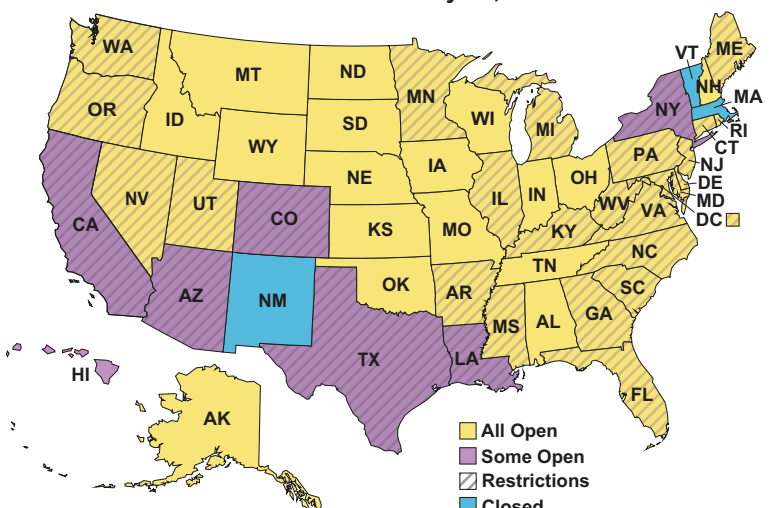 WA
MT
ND
MN
VT
ME
NH
MA
OR
ID
SD
WI
MI
NY
RI
WY
CT
PA
NJ
IA
NE
NV
UT
IL
IN
OH
DE
MD
WV
VA
DC
CA
CO
KS
MO
KY
NC
TN
AZ
NM
OK
AR
SC
MS
AL
GA
TX
LA
HI
FL
AK
All Open
Some Open
Restrictions
Closed